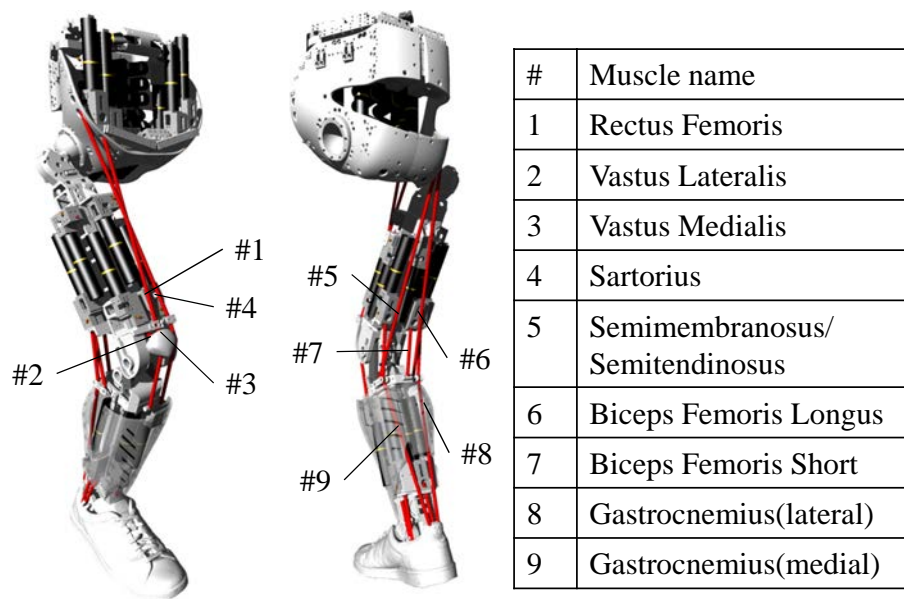 #1
#4
#2
#3
#5
#7
#6
#8
#9
# Muscle name
1 Rectus Femoris
2 Vastus Lateralis
3 Vastus Medialis
4 Sartorius
5 Semimembranosus/
Semitendinosus
6 Biceps Femoris Longus
7 Biceps Femoris Short
8 Gastrocnemius(lateral)
9 Gastrocnemius(medial)